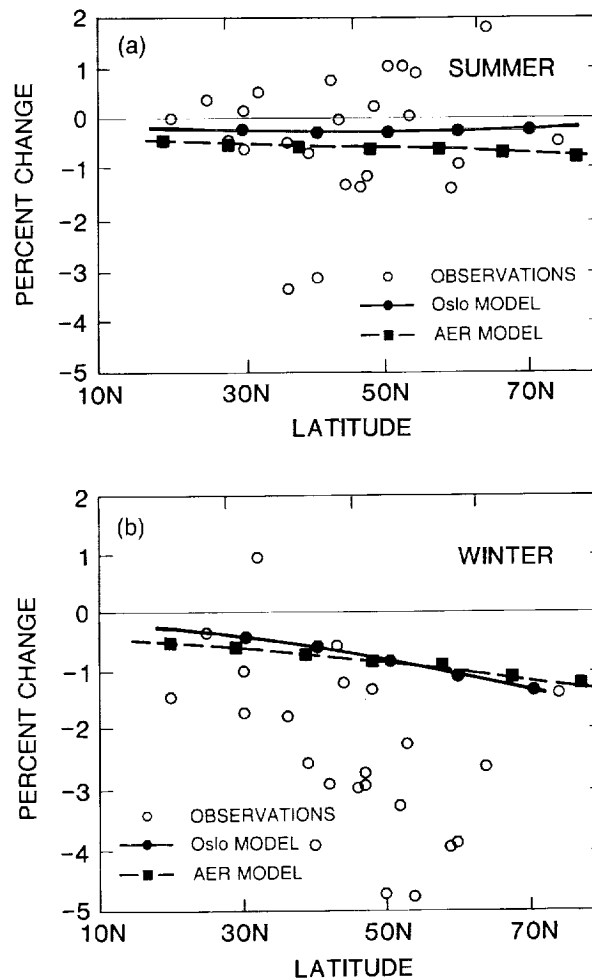 (a)
SUMMER
2
1
0
-1
-2
-3
-4
-5
PERCENT CHANGE
OBSERVATIONS
Oslo MODEL
AER MODEL
10N 30N 50N 70N
LATITUDE
(b)
WINTER
2
1
0
-1
-2
-3
-4
-5
PERCENT CHANGE
OBSERVATIONS
Oslo MODEL
AER MODEL
10N 30N 50N 70N
LATITUDE